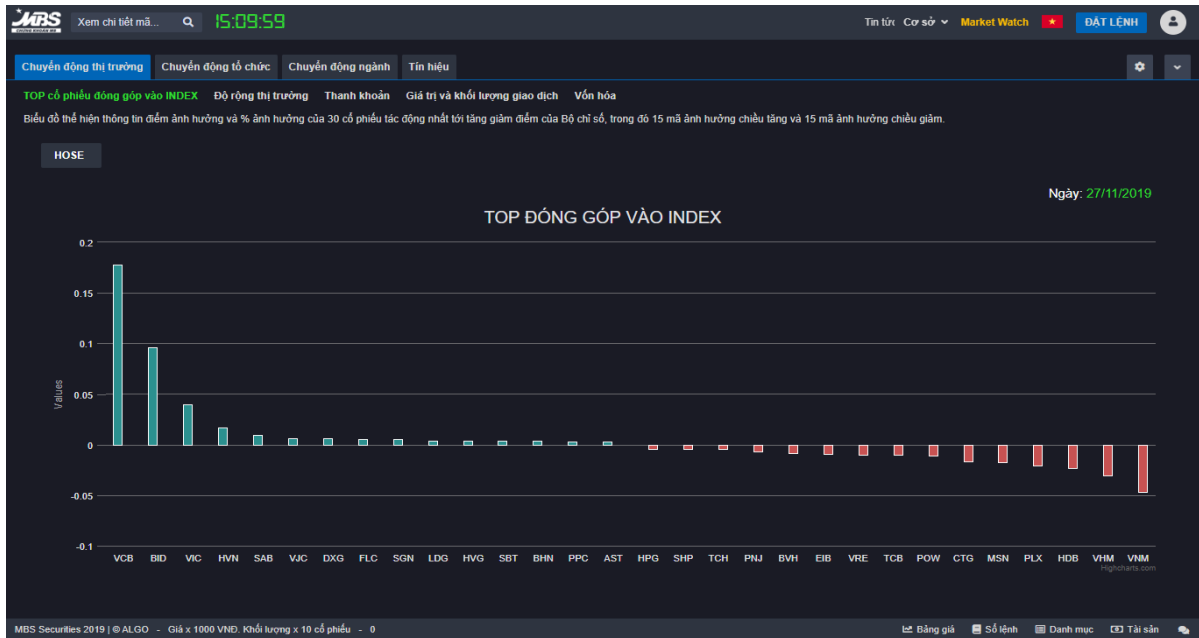 MBS Xem chi tiết mã... 15:09:59 Tin tức Cơ sở Market Watch ĐẶT LỆNH
CHỨNG KHOÁN MB
Chuyển động thị trường Chuyển động tổ chức Chuyển động ngành Tín hiệu
TOP cổ phiếu đóng góp vào INDEX Độ rộng thị trường Thanh khoản Giá trị và khối lượng giao dịch Vốn hóa
Biểu đồ thể hiện thông tin điểm ảnh hưởng và % ảnh hưởng của 30 cổ phiếu tác động nhất tới tăng giảm điểm của Bộ chỉ số, trong đó 15 mã ảnh hưởng chiều tăng và 15 mã ảnh hưởng chiều giảm.
HOSE
Ngày: 27/11/2019
TOP ĐÓNG GÓP VÀO INDEX
0.2
0.15
0.1
Values
0.05
0
-0.05
-0.1
VCB BID VIC HVN SAB VJC DXG FLC SGN LDG HVG SBT BHN PPC AST HPG SHP TCH PNJ BVH EIB VRE TCB POW CTG MSN PLX HDB VHM VNM
Highcharts.com
MBS Securities 2019 | © ALGO - Giá x 1000 VNĐ. Khối lượng x 10 cổ phiếu - 0 Bảng giá Sổ lệnh Danh mục Tài sản